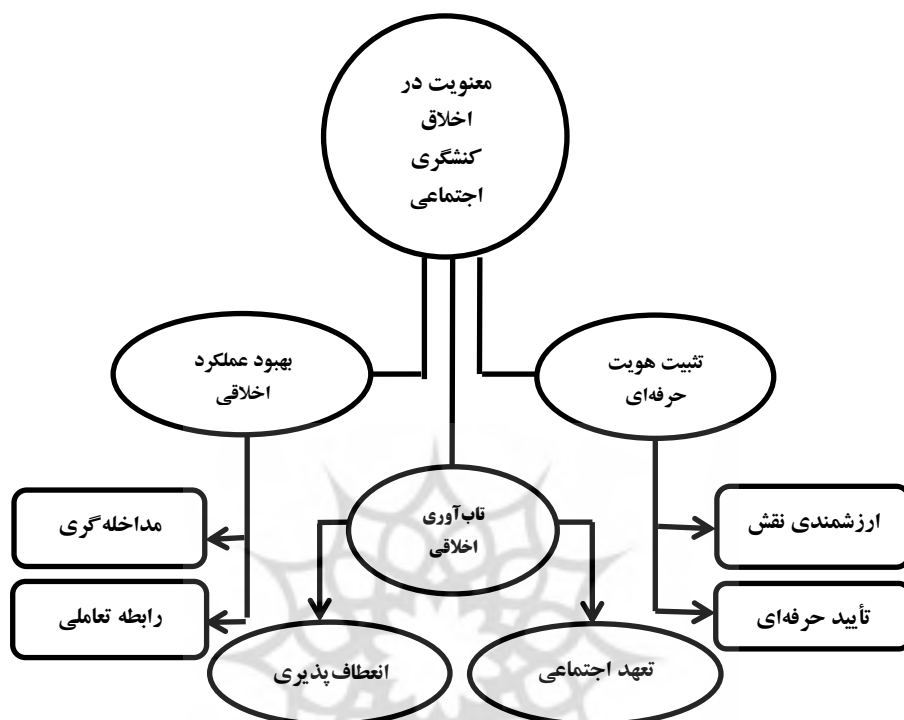 معنویت در
اخلاق
کنشگری
اجتماعی
تثبیت هویت
حرفه‌ای
بهبود عملکرد
اخلاقی
تاب‌آوری
اخلاقی
ارزشمندی نقش
تأیید حرفه‌ای
مداخله‌گری
رابطه تعاملی
تعهد اجتماعی
انعطاف‌پذیری